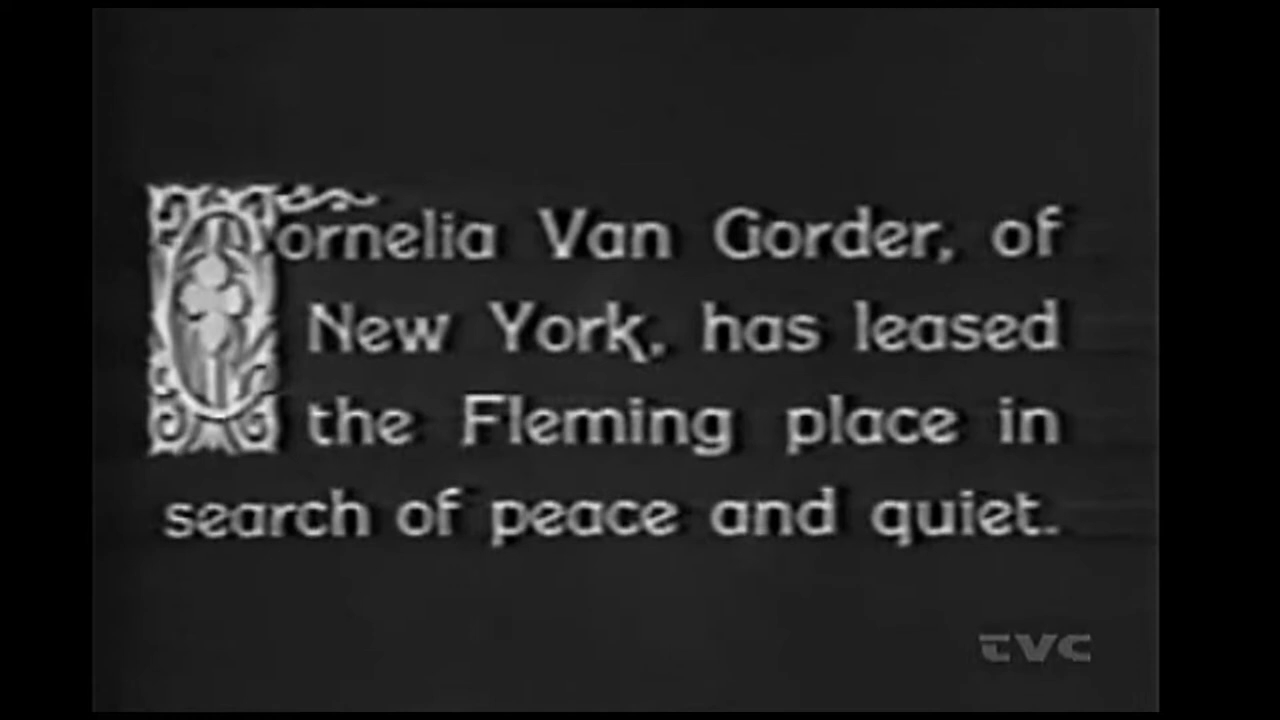 Cornelia Van Gorder, of
New York, has leased
the Fleming place in
search of peace and quiet.
TVC